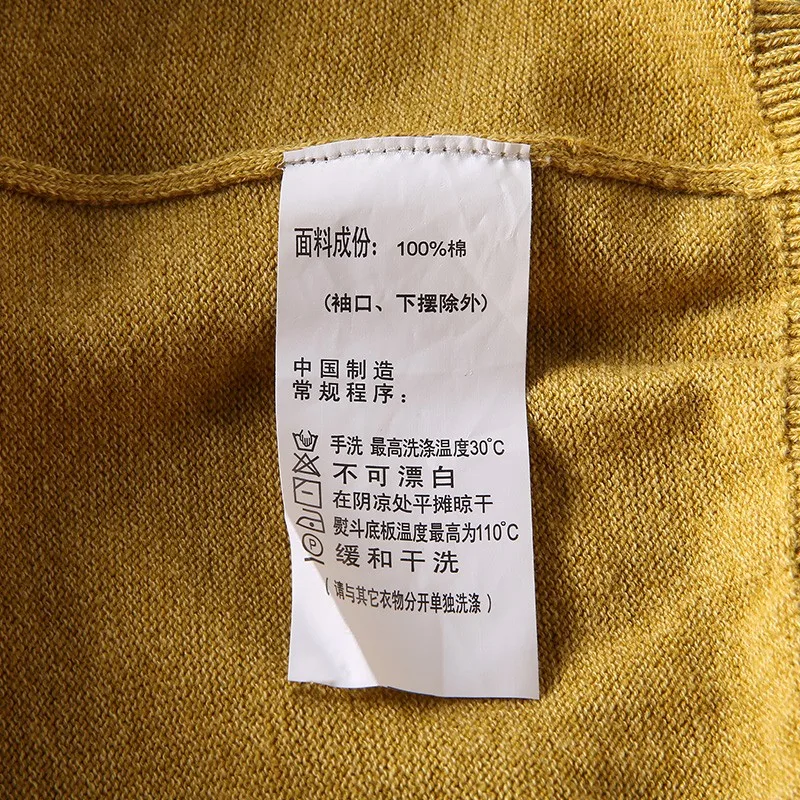 面料成份： 100%棉
(袖口、下摆除外)
中国制造
常规程序：
手洗 最高洗涤温度30℃
不可漂白
在阴凉处平摊晾干
熨斗底板温度最高为110℃
P 缓和干洗
(请与其它衣物分开单独洗涤)